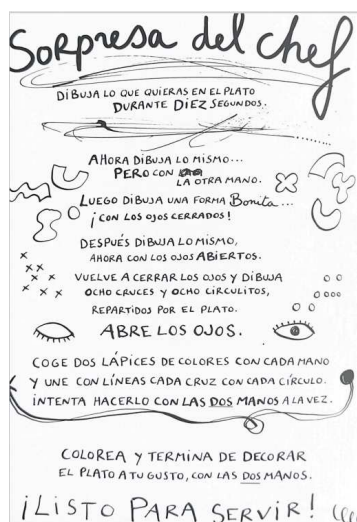 SORPRESA del chef
DIBUJA LO QUE QUIERAS EN EL PLATO
DURANTE DIEZ SEGUNDOS.
AHORA DIBUJA LO MISMO...
PERO CON
LA OTRA MANO.
LUEGO DIBUJA UNA FORMA Bonita...
¡CON LOS OJOS CERRADOS!
DESPUÉS DIBUJA LO MISMO,
AHORA CON LOS OJOS ABIERTOS.
VUELVE A CERRAR LOS OJOS Y DIBUJA
OCHO CRUCES Y OCHO CIRCULITOS,
REPARTIDOS POR EL PLATO.
ABRE LOS OJOS.
COGE DOS LÁPICES DE COLORES CON CADA MANO
Y UNE CON LÍNEAS CADA CRUZ CON CADA CÍRCULO.
INTENTA HACERLO CON LAS DOS MANOS A LA VEZ.
COLOREA Y TERMINA DE DECORAR
EL PLATO A TU GUSTO, CON LAS DOS MANOS.
¡LISTO PARA SERVIR!